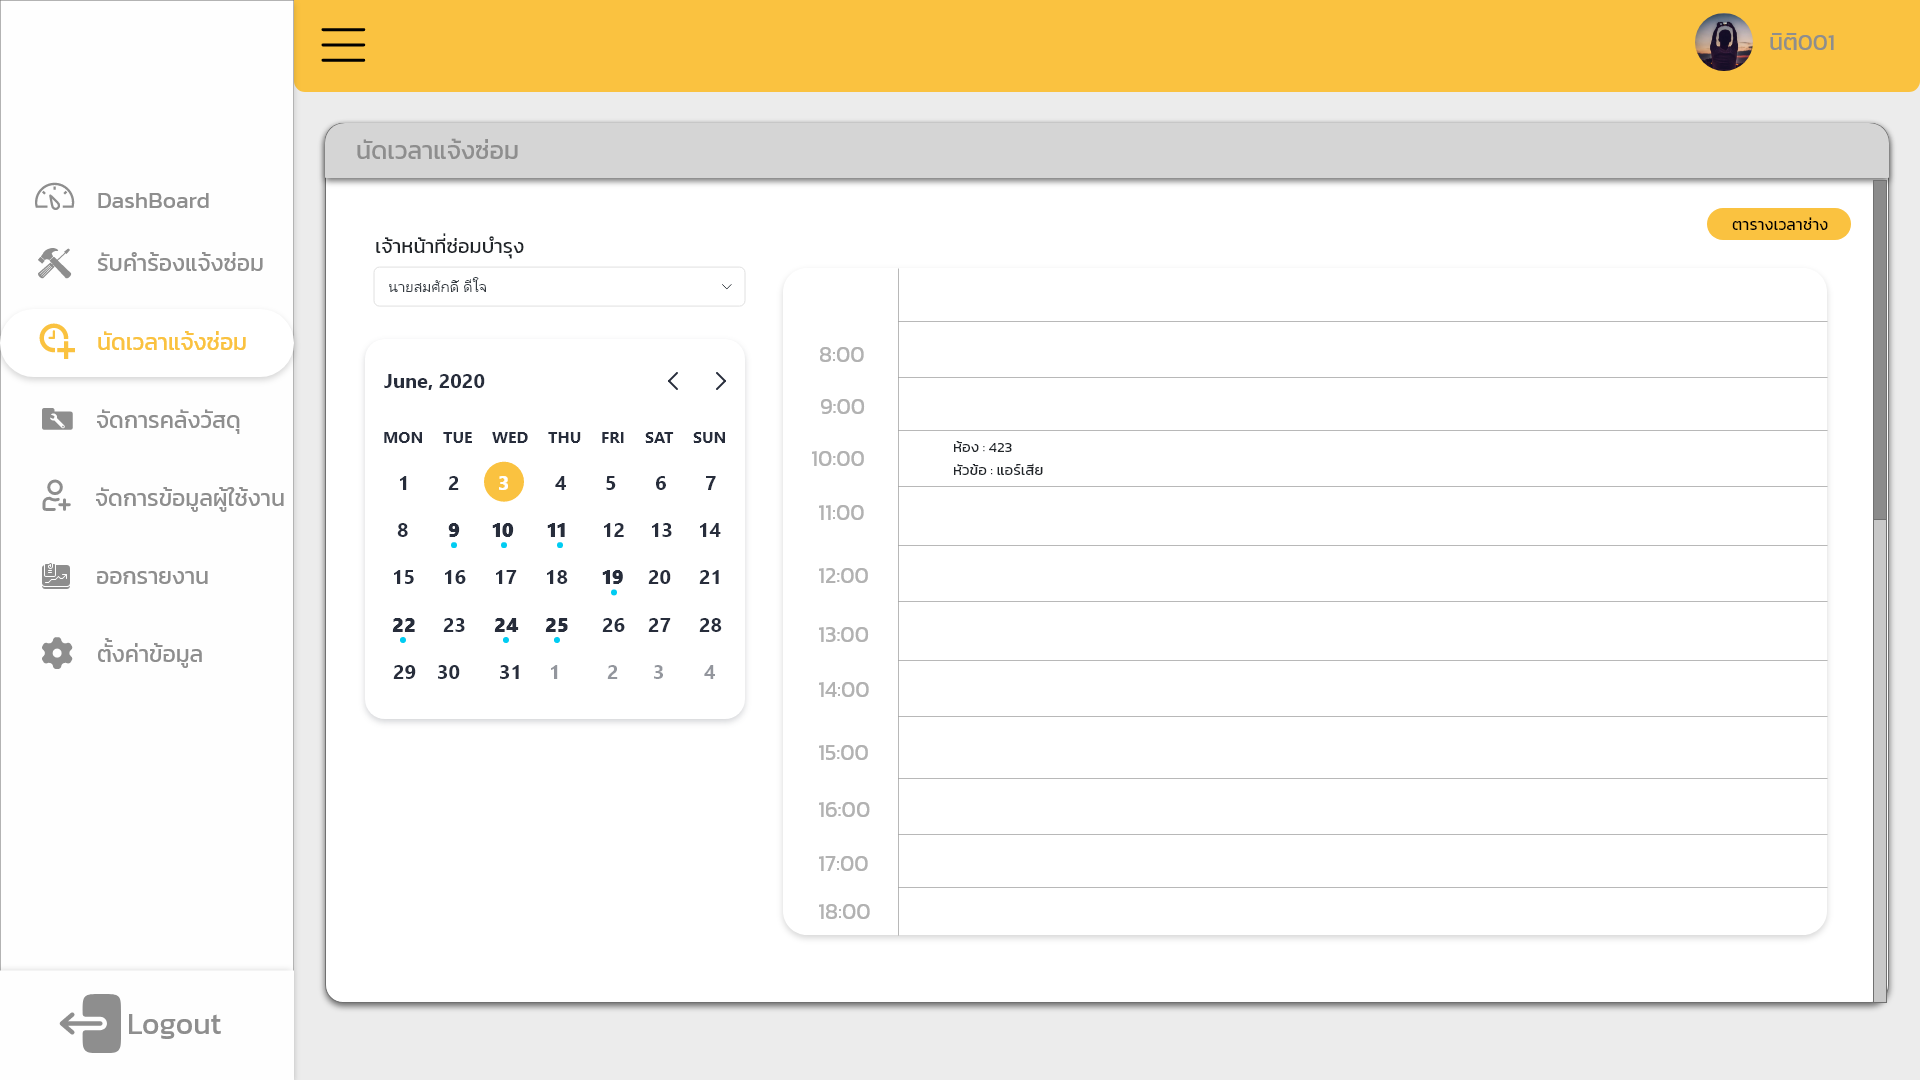 นิติ001
DashBoard
รับคำร้องแจ้งซ่อม
นัดเวลาแจ้งซ่อม
จัดการคลังวัสดุ
จัดการข้อมูลผู้ใช้งาน
ออกรายงาน
ตั้งค่าข้อมูล
Logout
นัดเวลาแจ้งซ่อม
ตารางเวลาช่าง
เจ้าหน้าที่ซ่อมบำรุง
นายสมศักดิ์ ดีใจ
June, 2020
MON TUE WED THU FRI SAT SUN
1 2 3 4 5 6 7
8 9 10 11 12 13 14
15 16 17 18 19 20 21
22 23 24 25 26 27 28
29 30 31 1 2 3 4
8:00
9:00
10:00
ห้อง : 423
หัวข้อ : แอร์เสีย
11:00
12:00
13:00
14:00
15:00
16:00
17:00
18:00